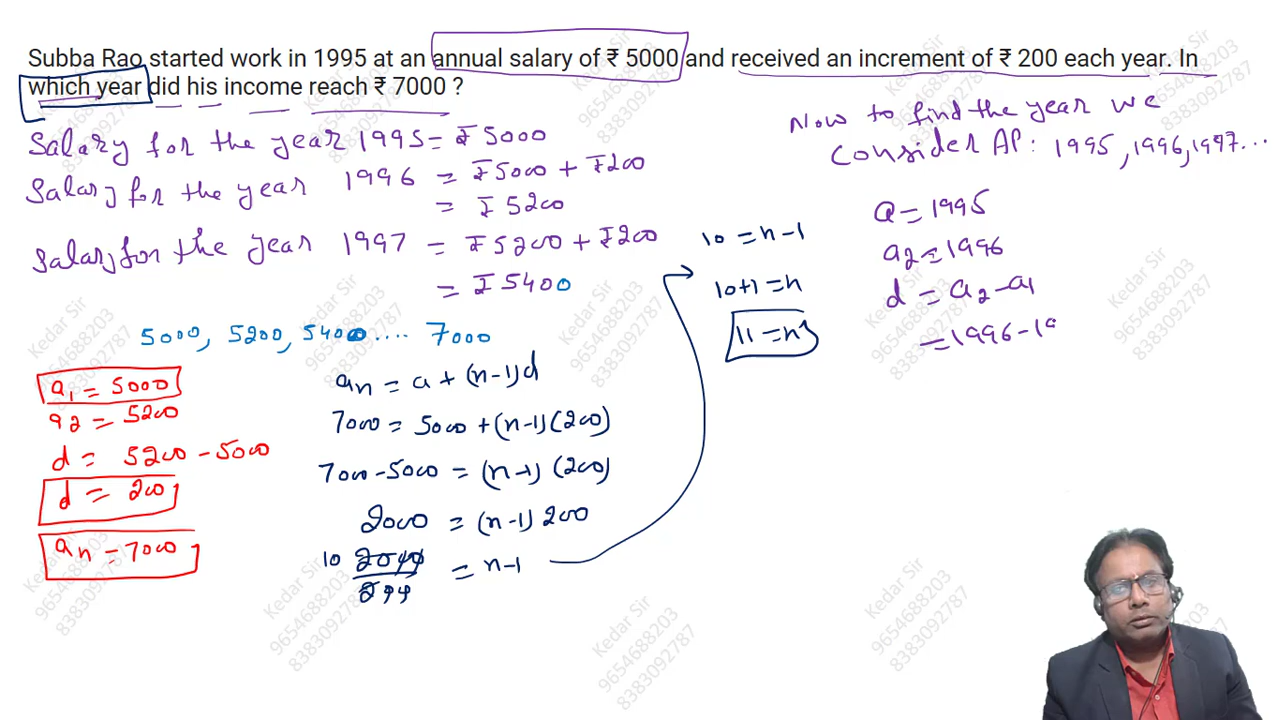 Subba Rao started work in 1995 at an annual salary of ₹ 5000 and received an increment of ₹ 200 each year. In
which year did his income reach ₹ 7000 ?
Salary for the year 1995 = ₹5000
Salary for the year 1996 = ₹5000 + ₹200
= ₹5200
Salary for the year 1997 = ₹5200 + ₹200
= ₹5400
5000, 5200, 5400 .... 7000
a₁ = 5000
a₂ = 5200
d = 5200 - 5000
d = 200
aₙ = 7000
aₙ = a + (n-1)d
7000 = 5000 + (n-1)(200)
7000 - 5000 = (n-1)(200)
2000 = (n-1) 200
10 2000/200 = n-1
10 = n-1
10+1 = n
11 = n
Now to find the year we
Consider AP: 1995, 1996, 1997...
a = 1995
a₂ = 1996
d = a₂ - a₁
= 1996 - 19
Kedar Sir
9654688203
8383092787